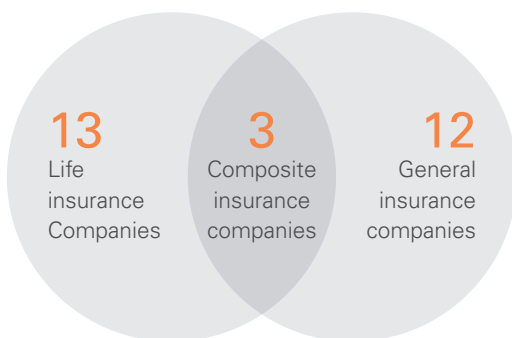 13
Life
insurance
Companies
3
Composite
insurance
companies
12
General
insurance
companies